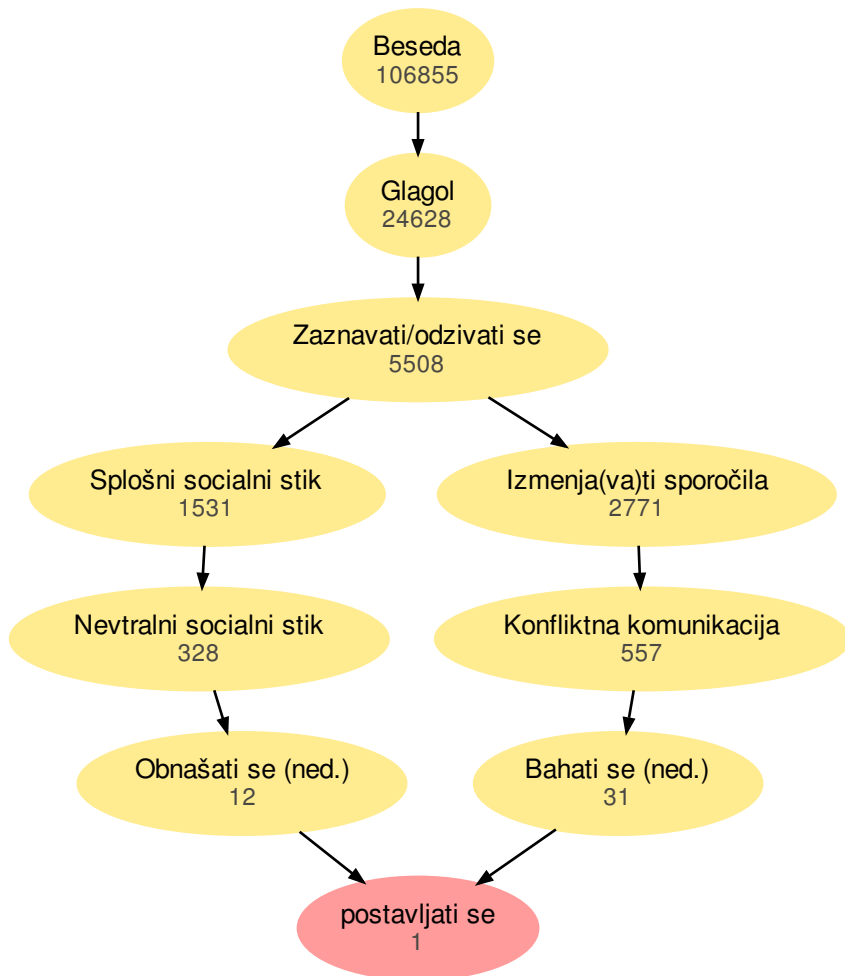 Beseda
106855
Glagol
24628
Zaznavati/odzivati se
5508
Splošni socialni stik
1531
Izmenja(va)ti sporočila
2771
Nevtralni socialni stik
328
Konfliktna komunikacija
557
Obnašati se (ned.)
12
Bahati se (ned.)
31
postavljati se
1